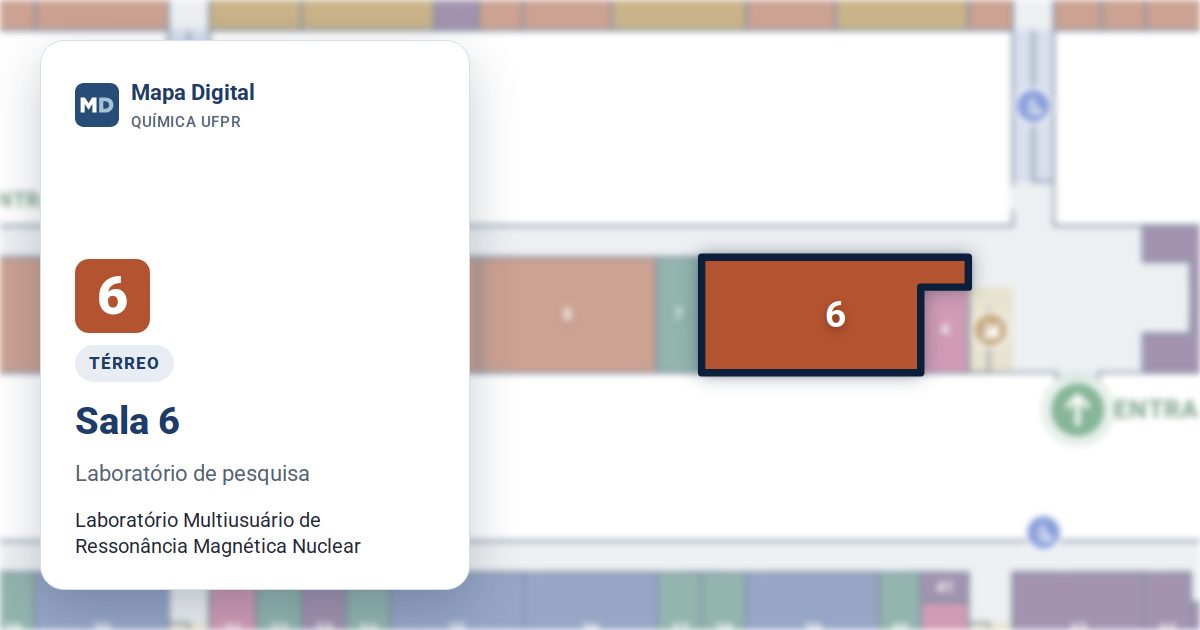 MD
Mapa Digital
QUÍMICA UFPR
6
TÉRREO
Sala 6
Laboratório de pesquisa
Laboratório Multiusuário de
Ressonância Magnética Nuclear
7
6
ENTRA